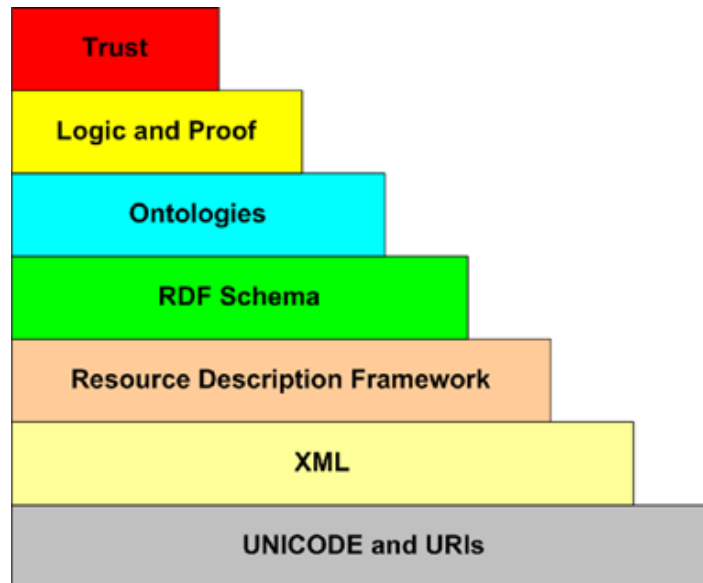 Trust
Logic and Proof
Ontologies
RDF Schema
Resource Description Framework
XML
UNICODE and URIs